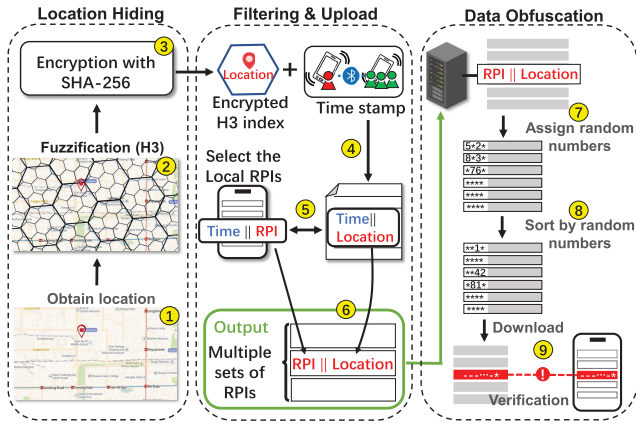 Location Hiding
3
Encryption with
SHA-256
Fuzzification (H3)
2
Obtain location
1
Filtering & Upload
Location
+
Encrypted
H3 index
Time stamp
4
Select the
Local RPIs
5
Time || RPI
Time||
Location
6
Output
Multiple
sets of
RPIs
RPI || Location
Data Obfuscation
RPI || Location
7
Assign random
numbers
5*2*
8*3*
*76*
****
****
****
8
Sort by random
numbers
**1*
****
**42
*81*
****
****
Download
9
!
Verification